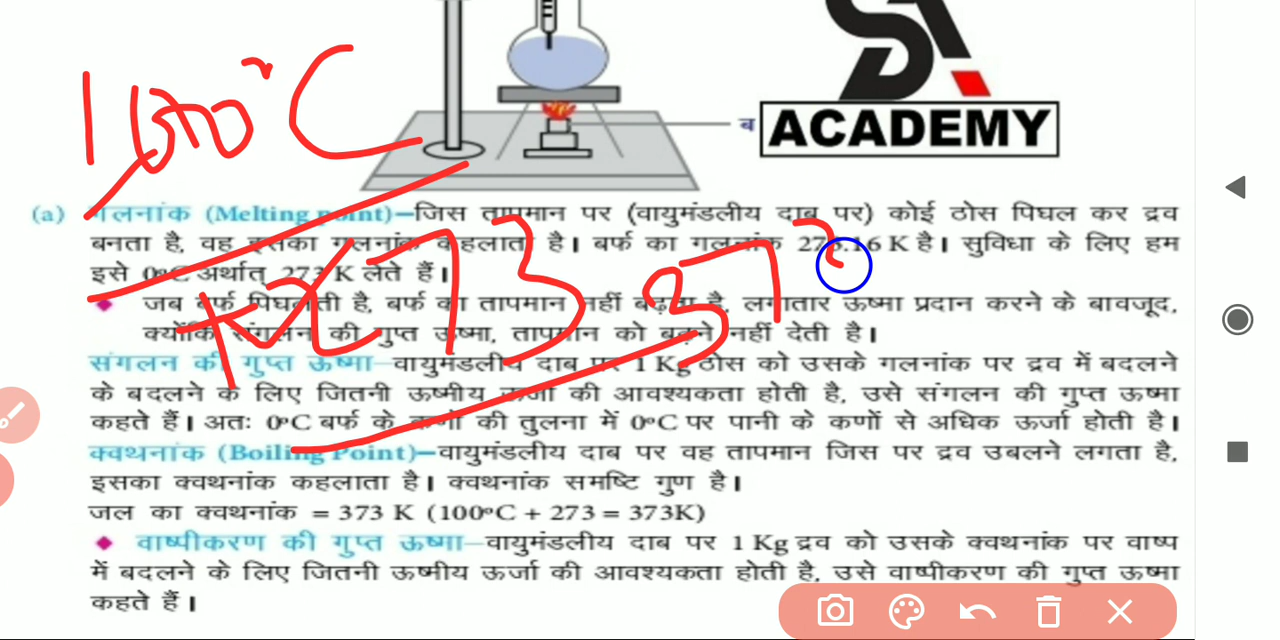 ब
ACADEMY
100°C
(a) गलनांक (Melting point)–जिस तापमान पर (वायुमंडलीय दाब पर) कोई ठोस पिघल कर द्रव
बनता है, वह इसका गलनांक कहलाता है। बर्फ का गलनांक 273.16 K है। सुविधा के लिए हम
इसे 0°C अर्थात् 273 K लेते हैं।
+273 37
जब बर्फ पिघलती है, बर्फ का तापमान नहीं बढ़ता है, लगातार ऊष्मा प्रदान करने के बावजूद,
क्योंकि संगलन की गुप्त ऊष्मा, तापमान को बढ़ने नहीं देती है।
संगलन की गुप्त ऊष्मा–वायुमंडलीय दाब पर 1 Kg ठोस को उसके गलनांक पर द्रव में बदलने
के बदलने के लिए जितनी ऊष्मीय ऊर्जा की आवश्यकता होती है, उसे संगलन की गुप्त ऊष्मा
कहते हैं। अतः 0°C बर्फ के कणों की तुलना में 0°C पर पानी के कणों से अधिक ऊर्जा होती है।
क्वथनांक (Boiling Point)–वायुमंडलीय दाब पर वह तापमान जिस पर द्रव उबलने लगता है,
इसका क्वथनांक कहलाता है। क्वथनांक समष्टि गुण है।
जल का क्वथनांक = 373 K (100°C + 273 = 373K)
वाष्पीकरण की गुप्त ऊष्मा–वायुमंडलीय दाब पर 1 Kg द्रव को उसके क्वथनांक पर वाष्प
में बदलने के लिए जितनी ऊष्मीय ऊर्जा की आवश्यकता होती है, उसे वाष्पीकरण की गुप्त ऊष्मा
कहते हैं।